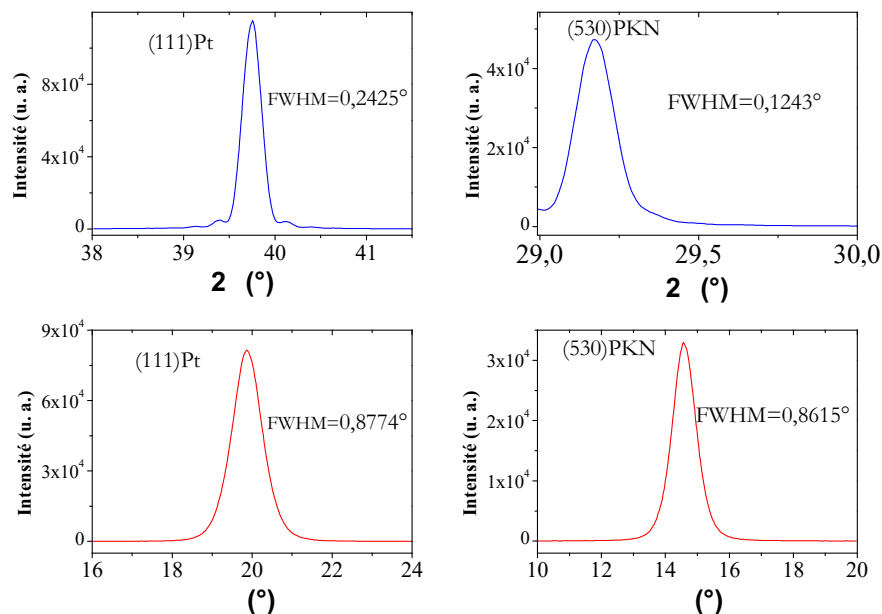 (111)Pt
FWHM=0,2425°
Intensité (u. a.)
8x10⁴
4x10⁴
0
38 39 40 41
2 (°)
(530)PKN
FWHM=0,1243°
Intensité (u. a.)
4x10⁴
2x10⁴
0
29,0 29,5 30,0
2 (°)
(111)Pt
FWHM=0,8774°
Intensité (u. a.)
9x10⁴
6x10⁴
3x10⁴
0
16 18 20 22 24
(°)
(530)PKN
FWHM=0,8615°
Intensité (u. a.)
3x10⁴
2x10⁴
1x10⁴
0
10 12 14 16 18 20
(°)